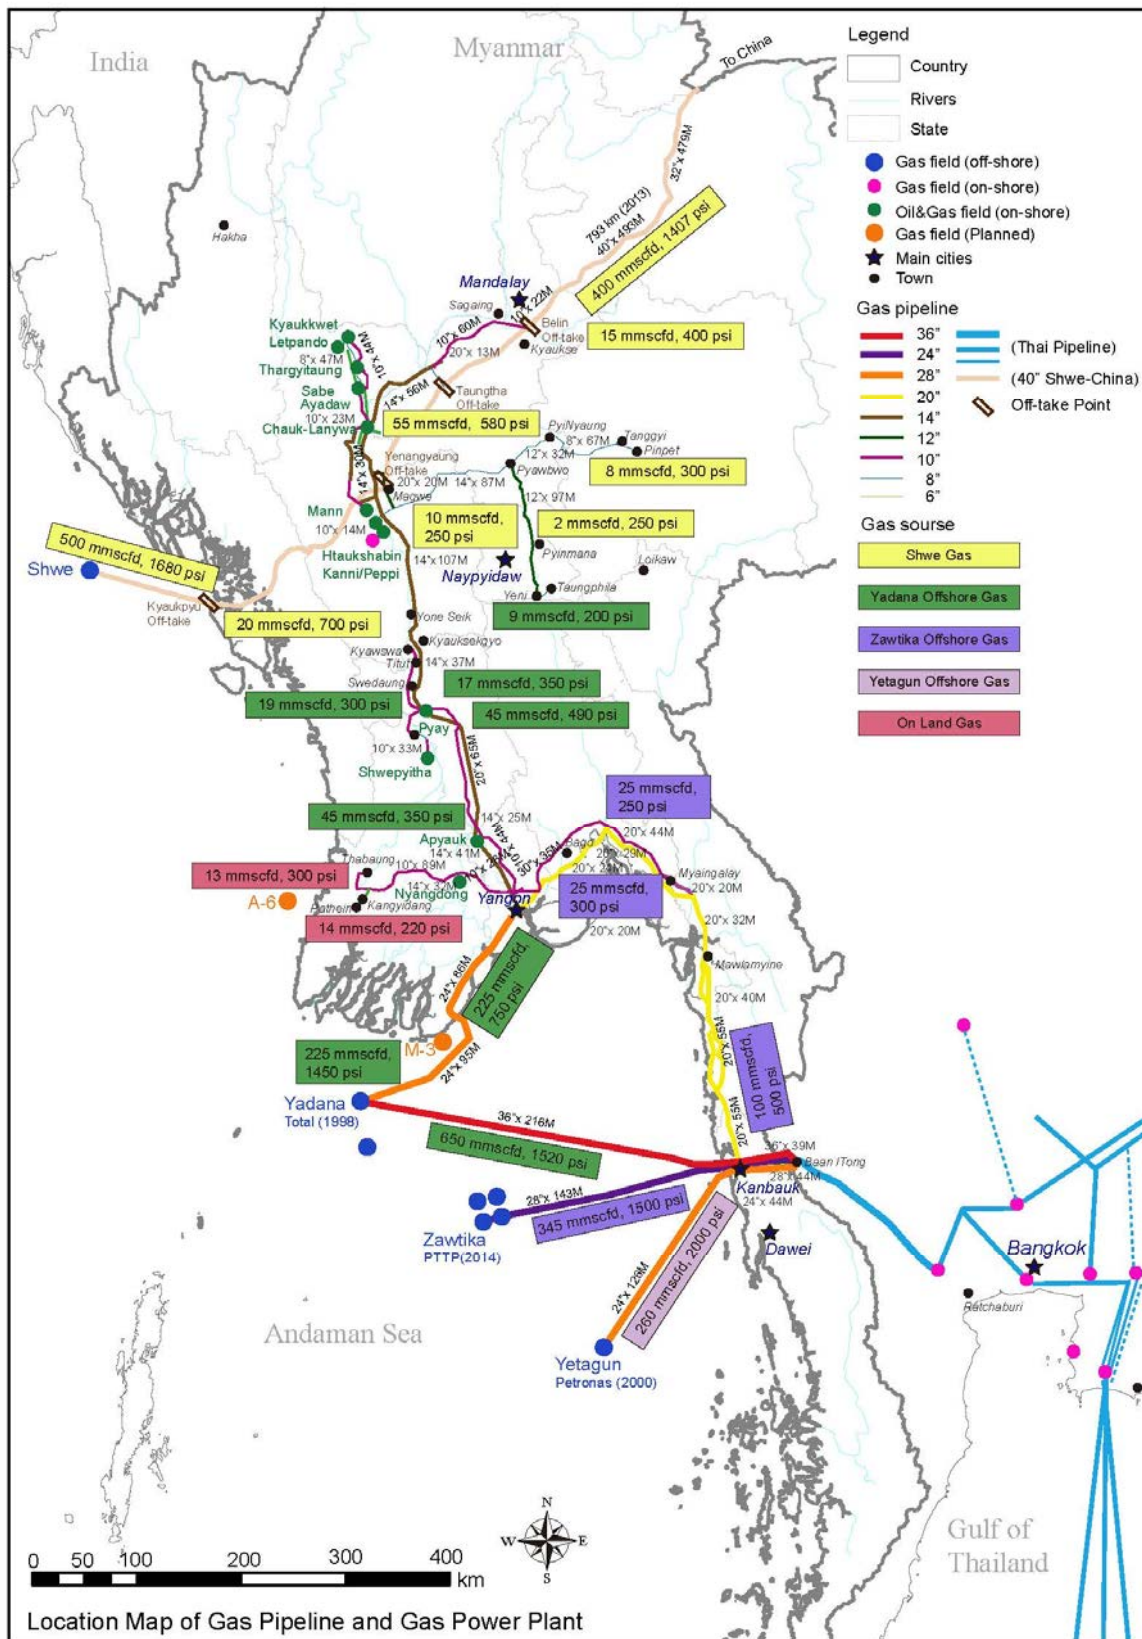 India
Myanmar
To China
Legend
Country
Rivers
State
Gas field (off-shore)
Gas field (on-shore)
Oil&Gas field (on-shore)
Gas field (Planned)
Main cities
Town
Gas pipeline
36"
24"
28"
20"
14"
12"
10"
8"
6"
(Thai Pipeline)
(40" Shwe-China)
Off-take Point
Gas sourse
Shwe Gas
Yadana Offshore Gas
Zawtika Offshore Gas
Yetagun Offshore Gas
On Land Gas
32"x 479M
793 km (2013)
40"x 493M
400 mmscfd, 1407 psi
Hakha
Mandalay
Sagaing
10"x 22M
10"x 60M
Belin
Off-take
Kyaukse
15 mmscfd, 400 psi
20"x 13M
Kyaukkwet
Letpando
8"x 47M
10"x 44M
Thargyitaung
Sabe
Ayadaw
14"x 56M
Taungtha
Off-take
10"x 23M
Chauk-Lanywa
55 mmscfd, 580 psi
PyiNyaung
8"x 67M
Tanggyi
Pinpet
12"x 32M
Pyawbwo
8 mmscfd, 300 psi
Yenangyaung
Off-take
14"x 30M
20"x 20M
14"x 87M
Magwe
12"x 97M
Mann
10"x 14M
10 mmscfd,
250 psi
2 mmscfd, 250 psi
Htaukshabin
Kanni/Peppi
14"x107M
Pyinmana
Naypyidaw
Loikaw
Taungphila
Yeni
9 mmscfd, 200 psi
500 mmscfd, 1680 psi
Shwe
Kyaukpyu
Off-take
20 mmscfd, 700 psi
Yone Seik
Kyauksekgyo
Kyawswa
Titut
14"x 37M
Swedaung
17 mmscfd, 350 psi
19 mmscfd, 300 psi
45 mmscfd, 490 psi
Pyay
10"x 33M
20"x 65M
Shwepyitha
25 mmscfd,
250 psi
45 mmscfd, 350 psi
14"x 25M
Apyauk
14"x 41M
10"x 44M
20"x 44M
Bago
Thabaung
10"x 89M
13 mmscfd, 300 psi
14"x 32M
Nyangdong
Myaingalay
20"x 20M
25 mmscfd,
300 psi
A-6
Pathein
Kangyidang
14 mmscfd, 220 psi
Yangon
20"x 20M
20"x 32M
Mawlamyine
24"x 86M
225 mmscfd,
750 psi
20"x 40M
M-3
24"x 95M
20"x 55M
100 mmscfd,
500 psi
225 mmscfd,
1450 psi
Yadana
Total (1998)
36"x 216M
650 mmscfd, 1520 psi
20"x 55M
36"x 39M
Baan ITong
28"x 44M
Kanbauk
24"x 44M
28"x 143M
345 mmscfd, 1500 psi
Zawtika
PTTP(2014)
Dawei
24"x 126M
260 mmscfd, 2000 psi
Bangkok
Ratchaburi
Yetagun
Petronas (2000)
Andaman Sea
Gulf of
Thailand
N
W
E
S
0 50 100 200 300 400
km
Location Map of Gas Pipeline and Gas Power Plant